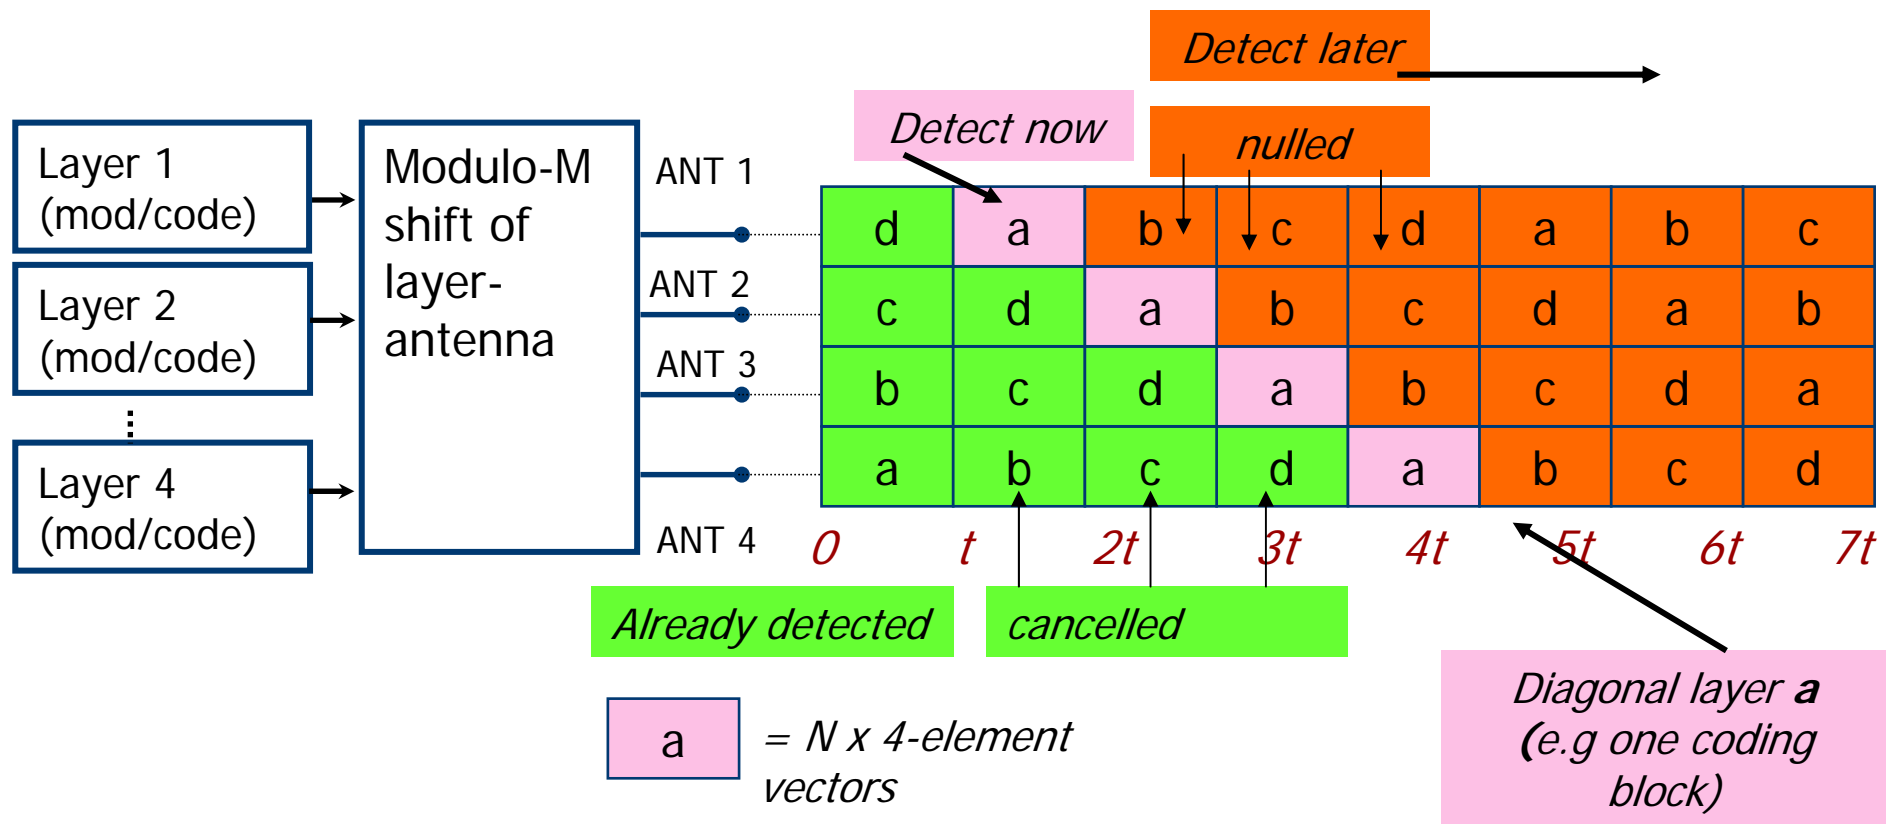 Detect later
Detect now
nulled
Layer 1
(mod/code)
Layer 2
(mod/code)
Layer 4
(mod/code)
Modulo-M
shift of
layer-
antenna
ANT 1
ANT 2
ANT 3
ANT 4
d a b c d a b c
c d a b c d a b
b c d a b c d a
a b c d a b c d
0 t 2t 3t 4t 5t 6t 7t
Already detected
cancelled
a
= N x 4-element
vectors
Diagonal layer a
(e.g one coding
block)